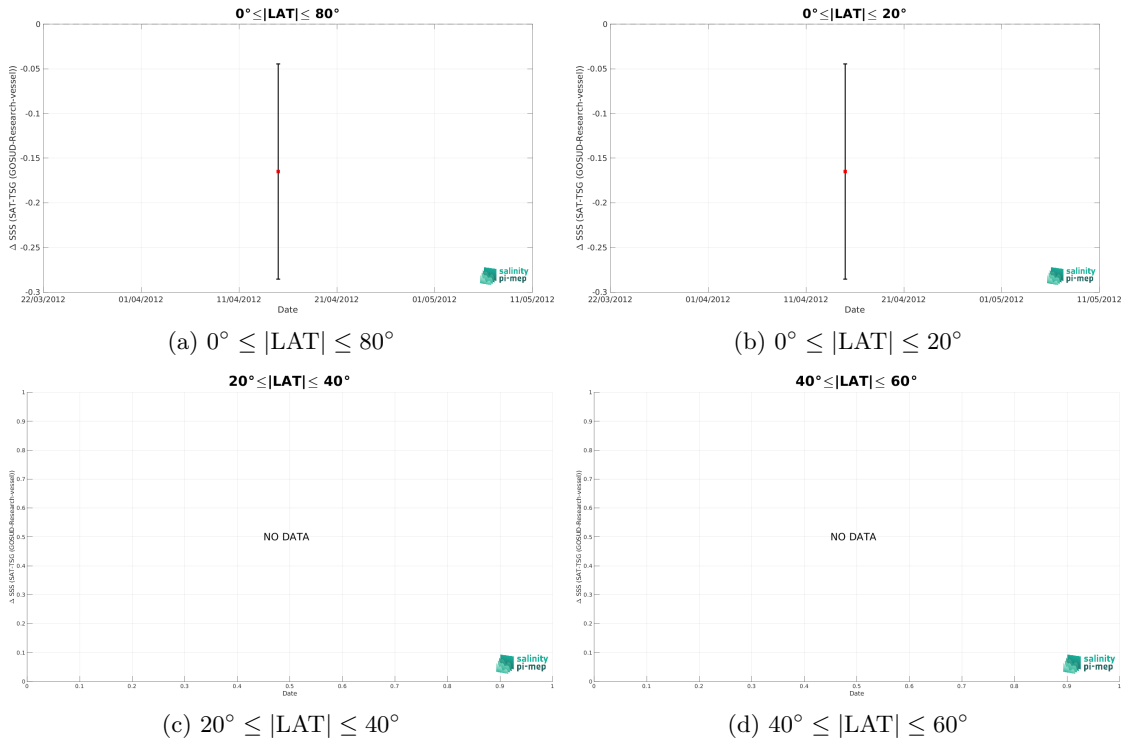 0°≤|LAT|≤ 80°
0
-0.05
-0.1
-0.15
-0.2
-0.25
-0.3
Δ SSS (SAT-TSG (GOSUD-Research-vessel))
22/03/2012 01/04/2012 11/04/2012 21/04/2012 01/05/2012 11/05/2012
Date
salinity
pi-mep
(a) 0° ≤ |LAT| ≤ 80°
0°≤|LAT|≤ 20°
0
-0.05
-0.1
-0.15
-0.2
-0.25
-0.3
Δ SSS (SAT-TSG (GOSUD-Research-vessel))
22/03/2012 01/04/2012 11/04/2012 21/04/2012 01/05/2012 11/05/2012
Date
salinity
pi-mep
(b) 0° ≤ |LAT| ≤ 20°
20°≤|LAT|≤ 40°
1
0.9
0.8
0.7
0.6
0.5
0.4
0.3
0.2
0.1
0
Δ SSS (SAT-TSG (GOSUD-Research-vessel))
NO DATA
0 0.1 0.2 0.3 0.4 0.5 0.6 0.7 0.8 0.9 1
Date
salinity
pi-mep
(c) 20° ≤ |LAT| ≤ 40°
40°≤|LAT|≤ 60°
1
0.9
0.8
0.7
0.6
0.5
0.4
0.3
0.2
0.1
0
Δ SSS (SAT-TSG (GOSUD-Research-vessel))
NO DATA
0 0.1 0.2 0.3 0.4 0.5 0.6 0.7 0.8 0.9 1
Date
salinity
pi-mep
(d) 40° ≤ |LAT| ≤ 60°